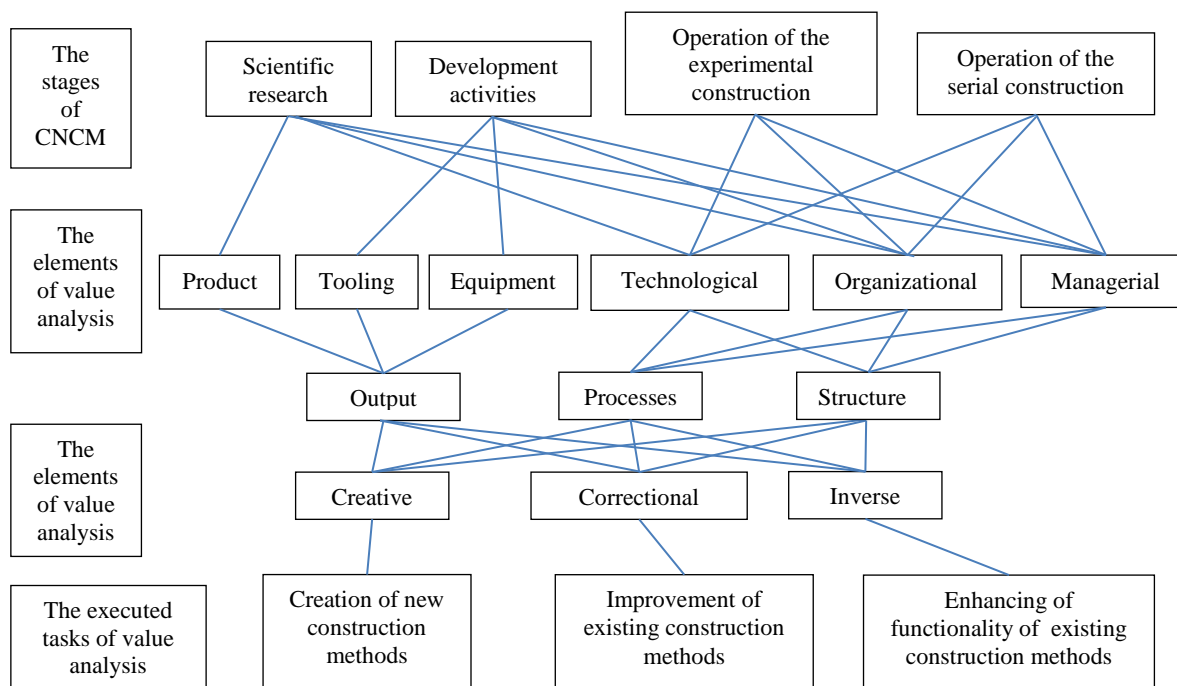 The
stages
of
CNCM
Scientific
research
Development
activities
Operation of the
experimental
construction
Operation of the
serial construction
The
elements
of value
analysis
Product
Tooling
Equipment
Technological
Organizational
Managerial
Output
Processes
Structure
The
elements
of value
analysis
Creative
Correctional
Inverse
The executed
tasks of value
analysis
Creation of new
construction
methods
Improvement of
existing construction
methods
Enhancing of
functionality of existing
construction methods